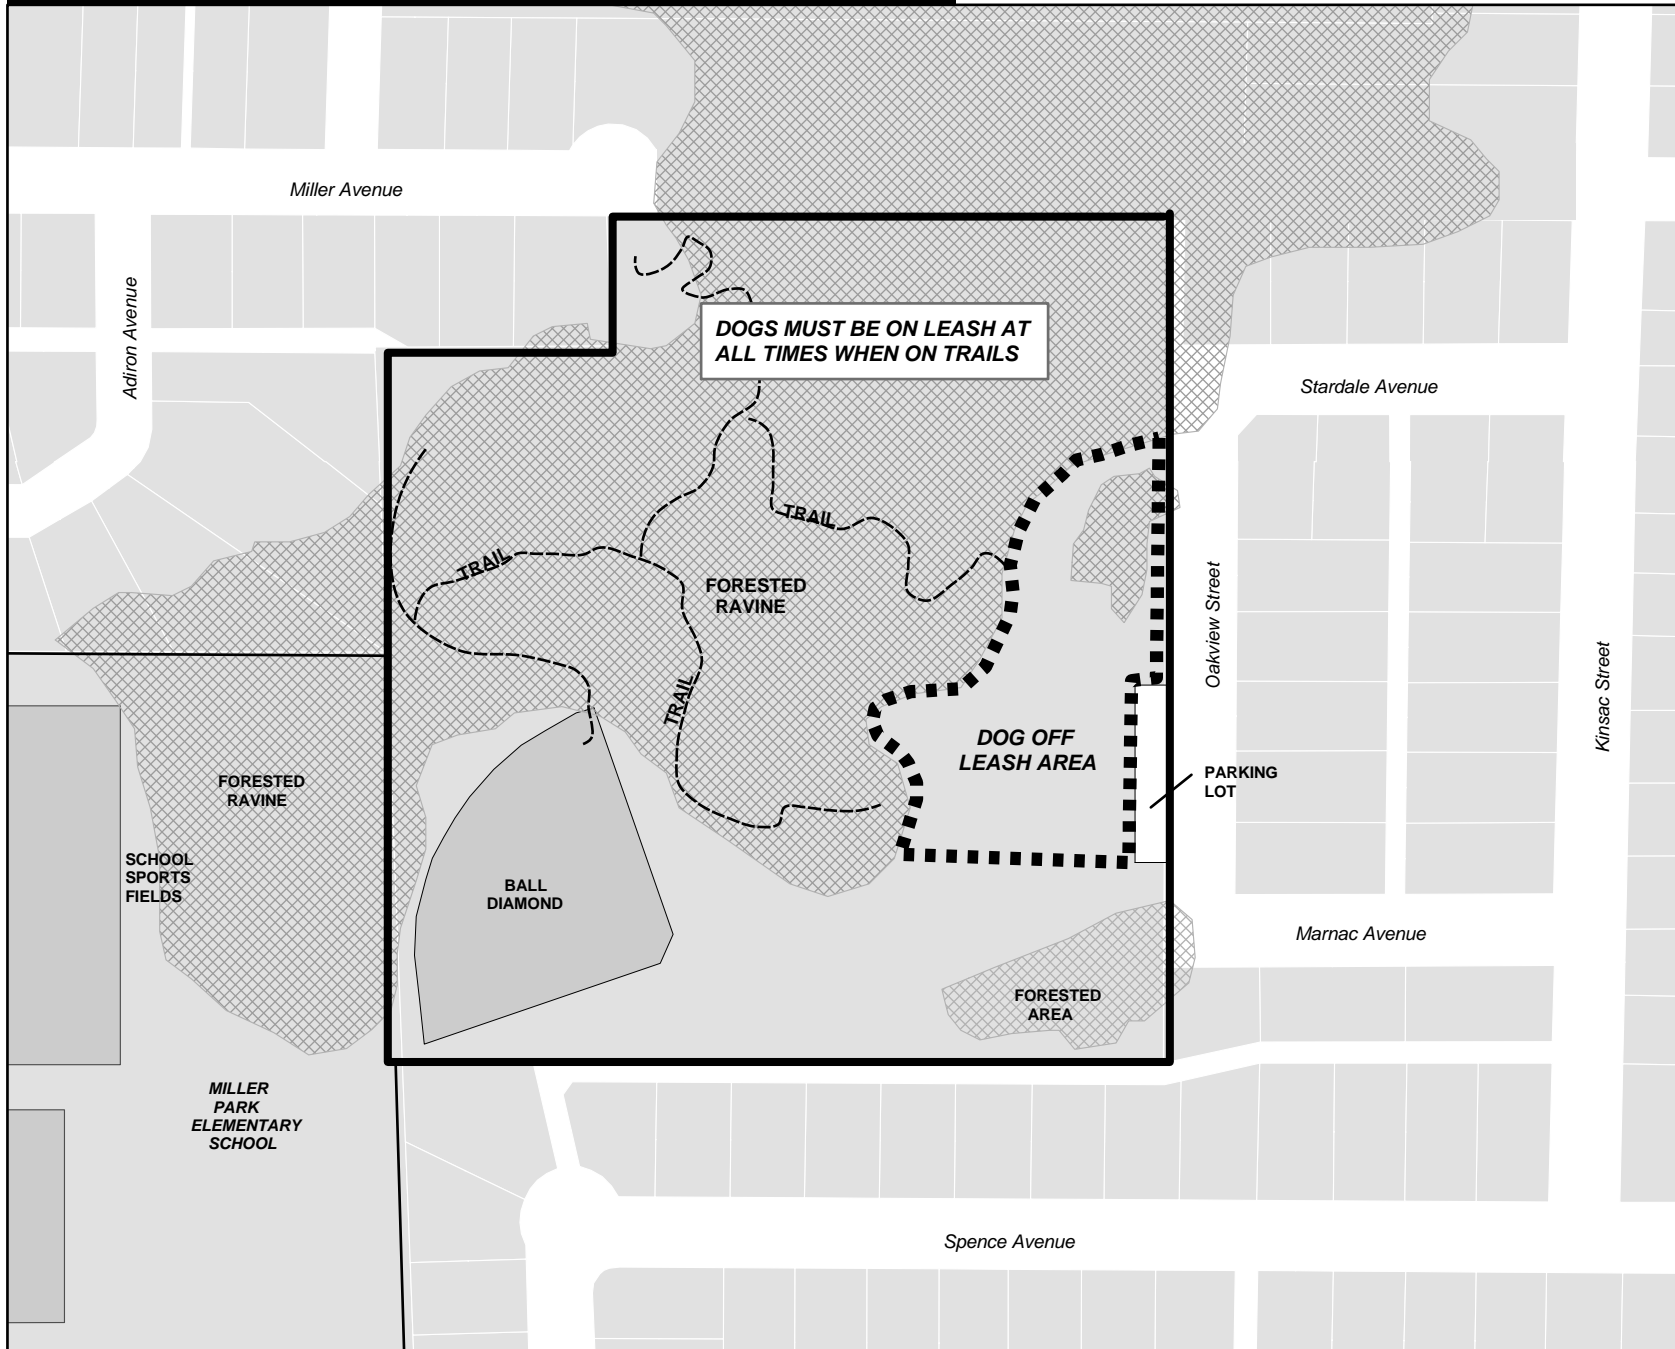 Miller Avenue
Adiron Avenue
DOGS MUST BE ON LEASH AT
ALL TIMES WHEN ON TRAILS
Stardale Avenue
TRAIL
TRAIL
FORESTED
RAVINE
Oakview Street
Kinsac Street
TRAIL
DOG OFF
LEASH AREA
PARKING
LOT
FORESTED
RAVINE
SCHOOL
SPORTS
FIELDS
BALL
DIAMOND
Marnac Avenue
FORESTED
AREA
MILLER
PARK
ELEMENTARY
SCHOOL
Spence Avenue